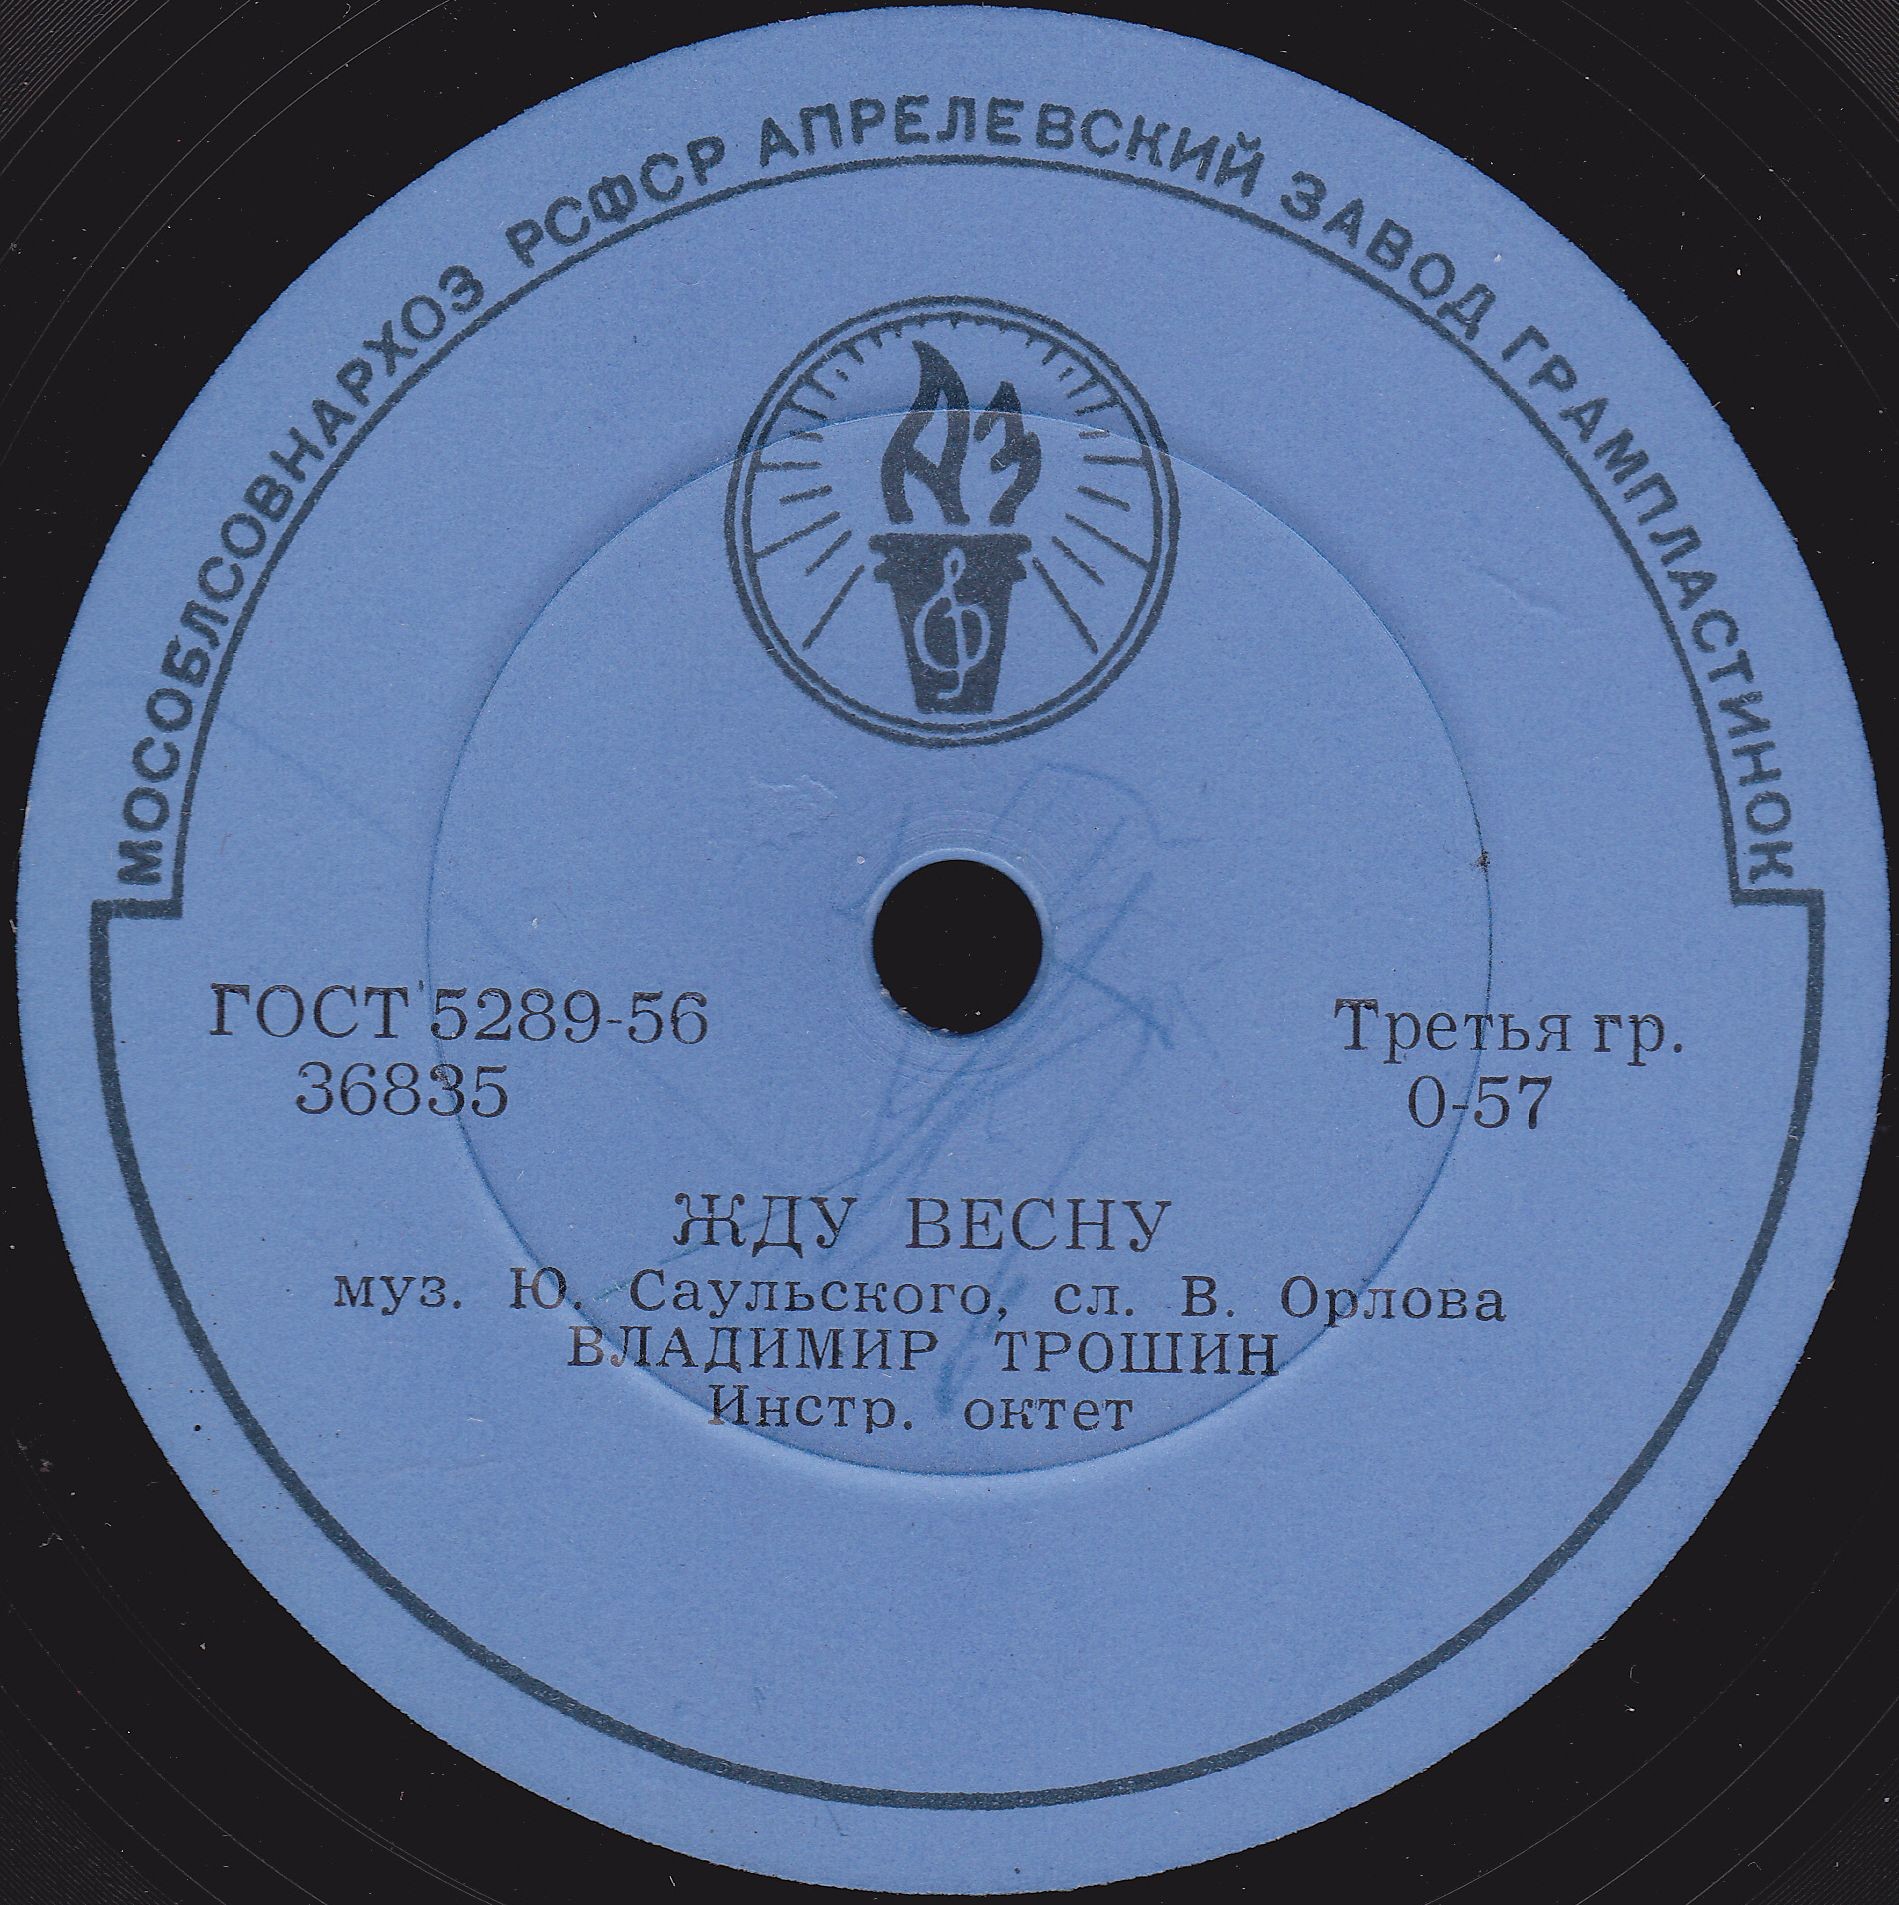 МОСОБЛСОВНАРХОЗ РСФСР АПРЕЛЕВСКИЙ ЗАВОД ГРАМПЛАСТИНОК
АЗ
ГОСТ 5289-56
36835
Третья гр.
0-57
ЖДУ ВЕСНУ
муз. Ю. Саульского, сл. В. Орлова
ВЛАДИМИР ТРОШИН
Инстр. октет